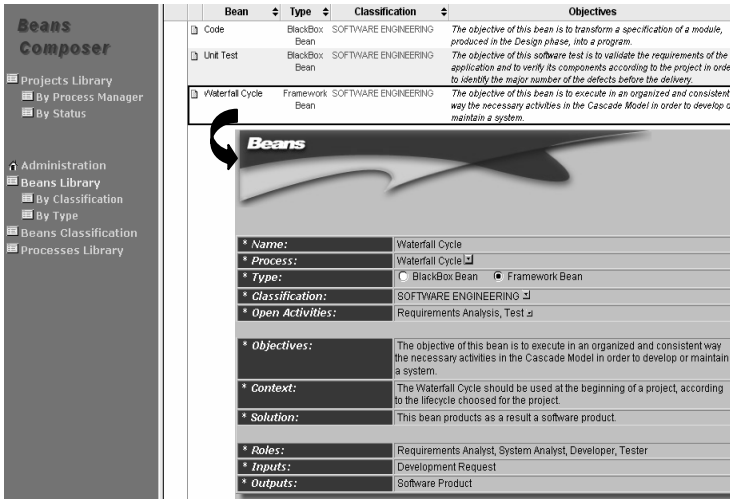 Beans
Composer
Projects Library
By Process Manager
By Status
Administration
Beans Library
By Classification
By Type
Beans Classification
Processes Library
Bean Type Classification Objectives
Code BlackBox SOFTWARE ENGINEERING The objective of this bean is to transform a specification of a module,
Bean produced in the Design phase, into a program.
Unit Test BlackBox SOFTWARE ENGINEERING The objective of this software test is to validate the requirements of the
Bean application and to verify its components according to the project in orde
to identify the major number of the defects before the delivery.
Waterfall Cycle Framework SOFTWARE ENGINEERING The objective of this bean is to execute in an organized and consistent
Bean way the necessary activities in the Cascade Model in order to develop o
maintain a system.
Beans
* Name: Waterfall Cycle
* Process: Waterfall Cycle
* Type: BlackBox Bean Framework Bean
* Classification: SOFTWARE ENGINEERING
* Open Activities: Requirements Analysis, Test
* Objectives: The objective of this bean is to execute in an organized and consistent way
the necessary activities in the Cascade Model in order to develop or maintain
a system.
* Context: The Waterfall Cycle should be used at the beginning of a project, according
to the lifecycle choosed for the project.
* Solution: This bean products as a result a software product.
* Roles: Requirements Analyst, System Analyst, Developer, Tester
* Inputs: Development Request
* Outputs: Software Product